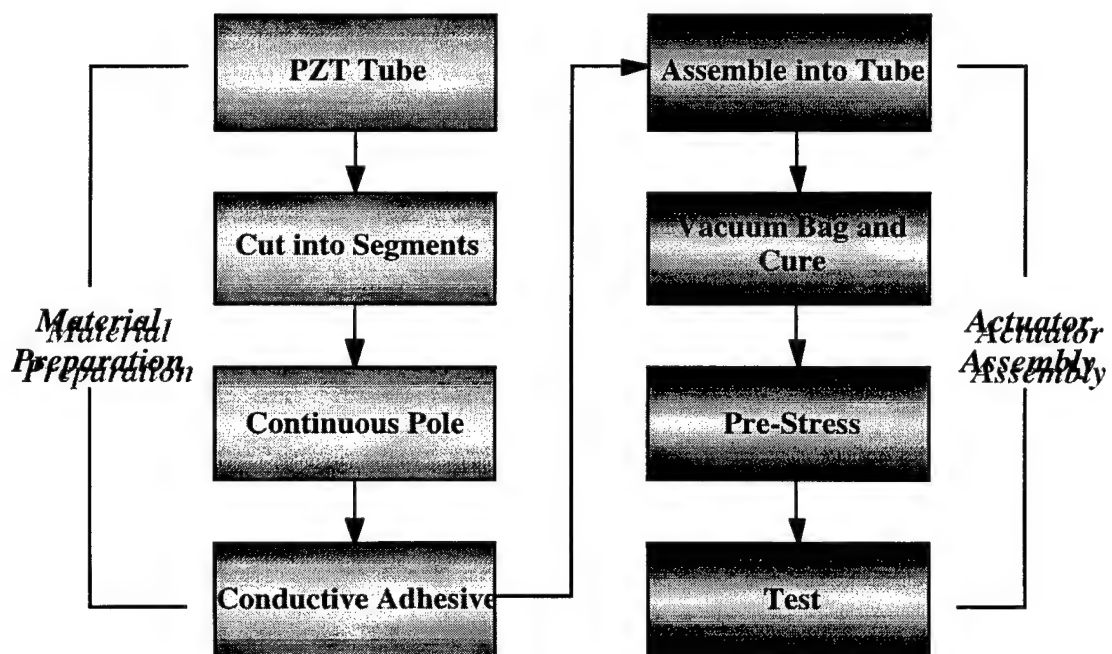 PZT Tube
Cut into Segments
Continuous Pole
Conductive Adhesive
Material
Preparation
Assemble into Tube
Vacuum Bag and
Cure
Pre-Stress
Test
Actuator
Assembly